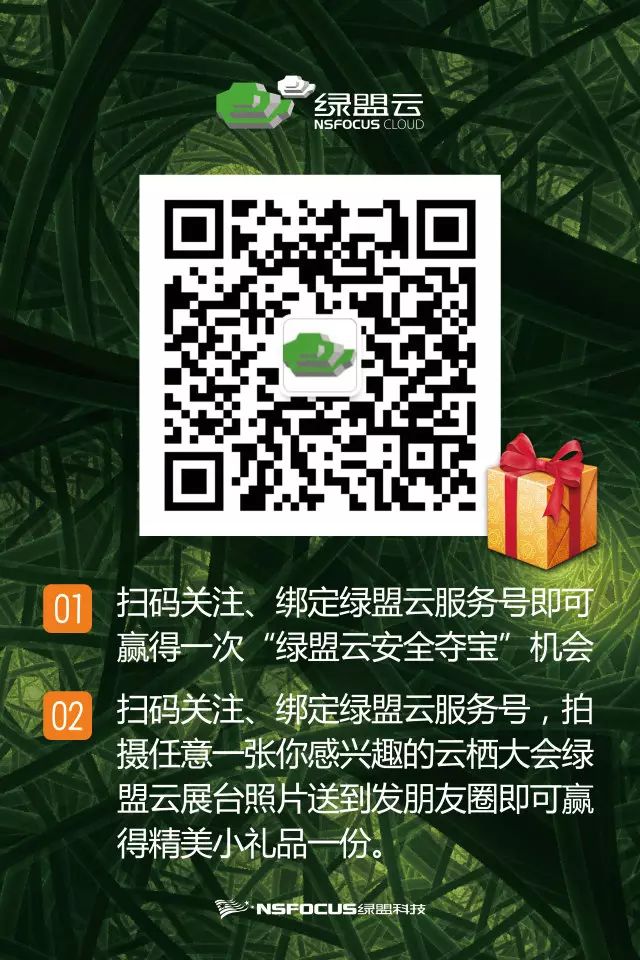 绿盟云
NSFOCUS CLOUD
01
扫码关注、绑定绿盟云服务号即可
赢得一次“绿盟云安全夺宝”机会
02
扫码关注、绑定绿盟云服务号，拍
摄任意一张你感兴趣的云栖大会绿
盟云展台照片送到发朋友圈即可赢
得精美小礼品一份。
NSFOCUS绿盟科技